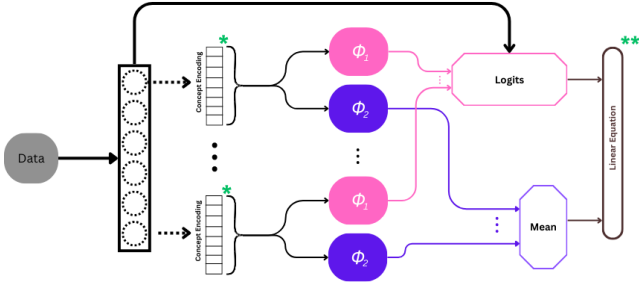 *
**
Concept Encoding
Φ1
Logits
Φ2
Data
Linear Equation
*
Concept Encoding
Φ1
Mean
Φ2